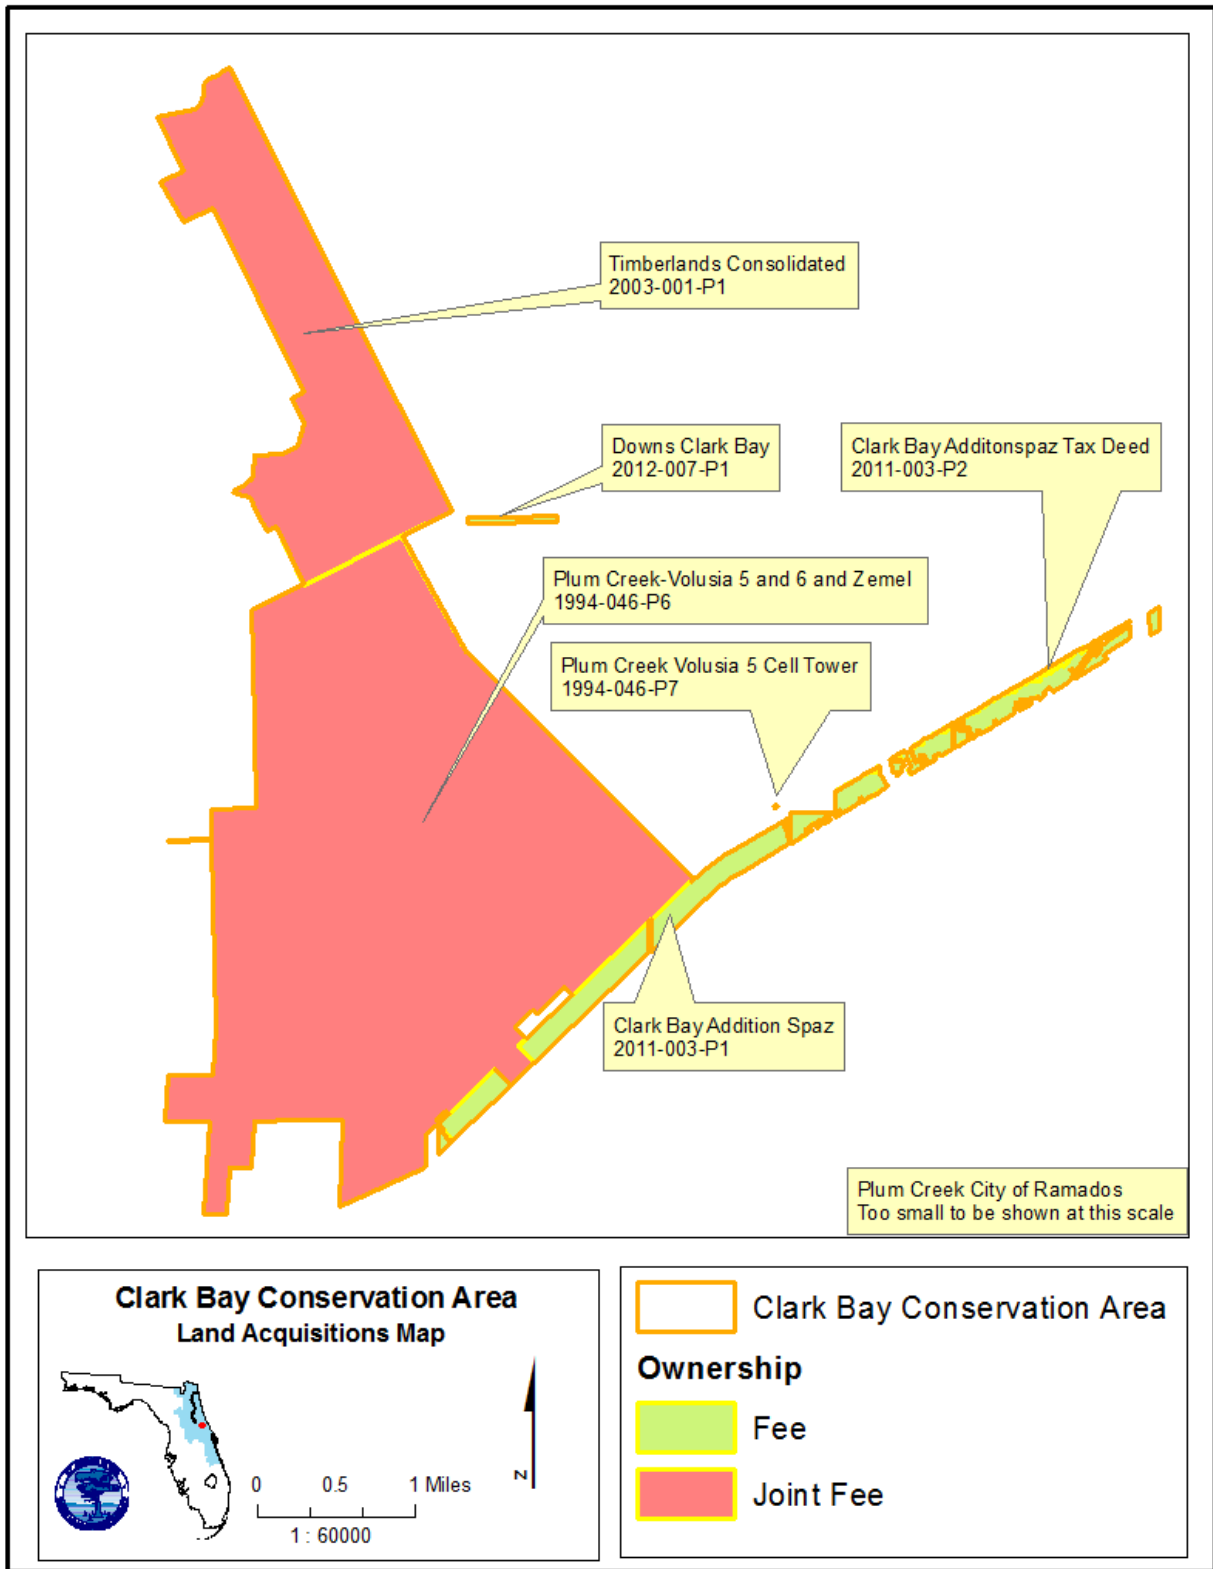 Timberlands Consolidated
2003-001-P1
Downs Clark Bay
2012-007-P1
Clark Bay Additonspaz Tax Deed
2011-003-P2
Plum Creek-Volusia 5 and 6 and Zemel
1994-046-P6
Plum Creek Volusia 5 Cell Tower
1994-046-P7
Clark Bay Addition Spaz
2011-003-P1
Plum Creek City of Ramados
Too small to be shown at this scale
Clark Bay Conservation Area
Land Acquisitions Map
0 0.5 1 Miles
1 : 60000
N
Clark Bay Conservation Area
Ownership
Fee
Joint Fee